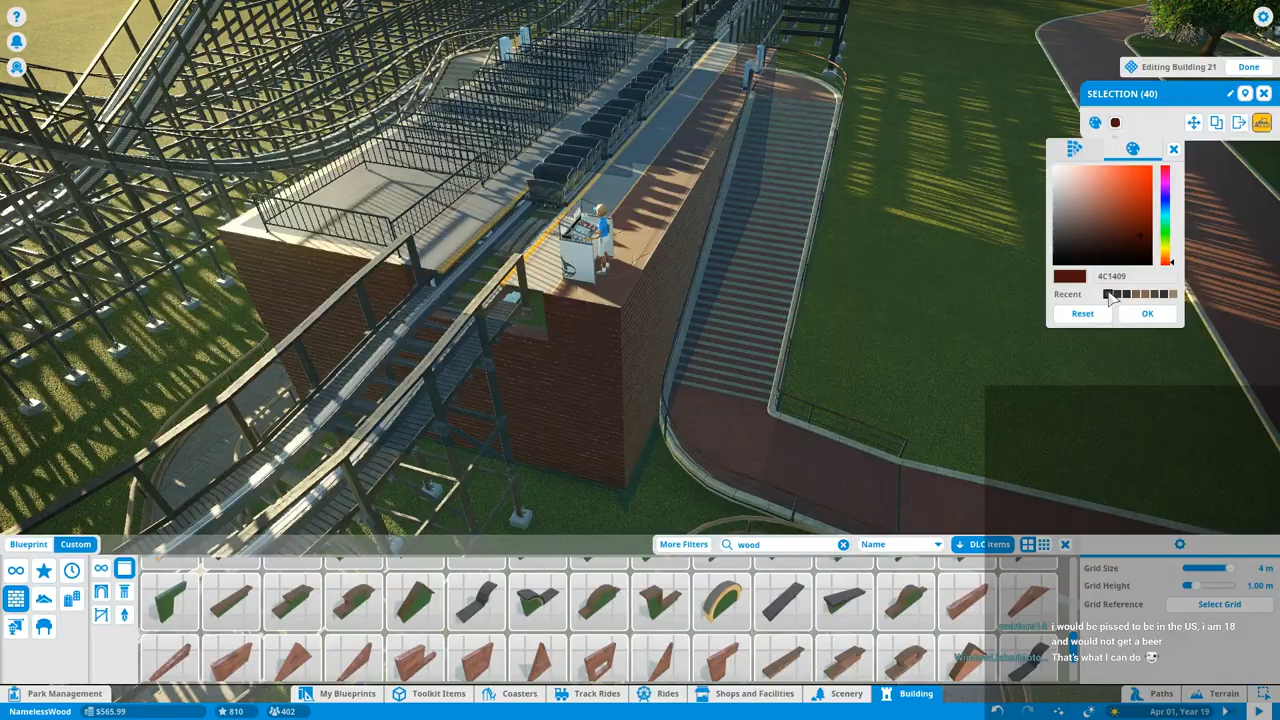 ?
Editing Building 21 Done
SELECTION (40)
4C1409
Recent
Reset OK
Blueprint Custom
More Filters wood Name DLC items
Grid Size 4 m
Grid Height 1.00 m
Grid Reference Select Grid
i would be pissed to be in the US, i am 18
and would not get a beer
That's what I can do
Park Management My Blueprints Toolkit Items Coasters Track Rides Rides Shops and Facilities Scenery Building Paths Terrain
NamelessWood $565.99 810 402 Apr 01, Year 19